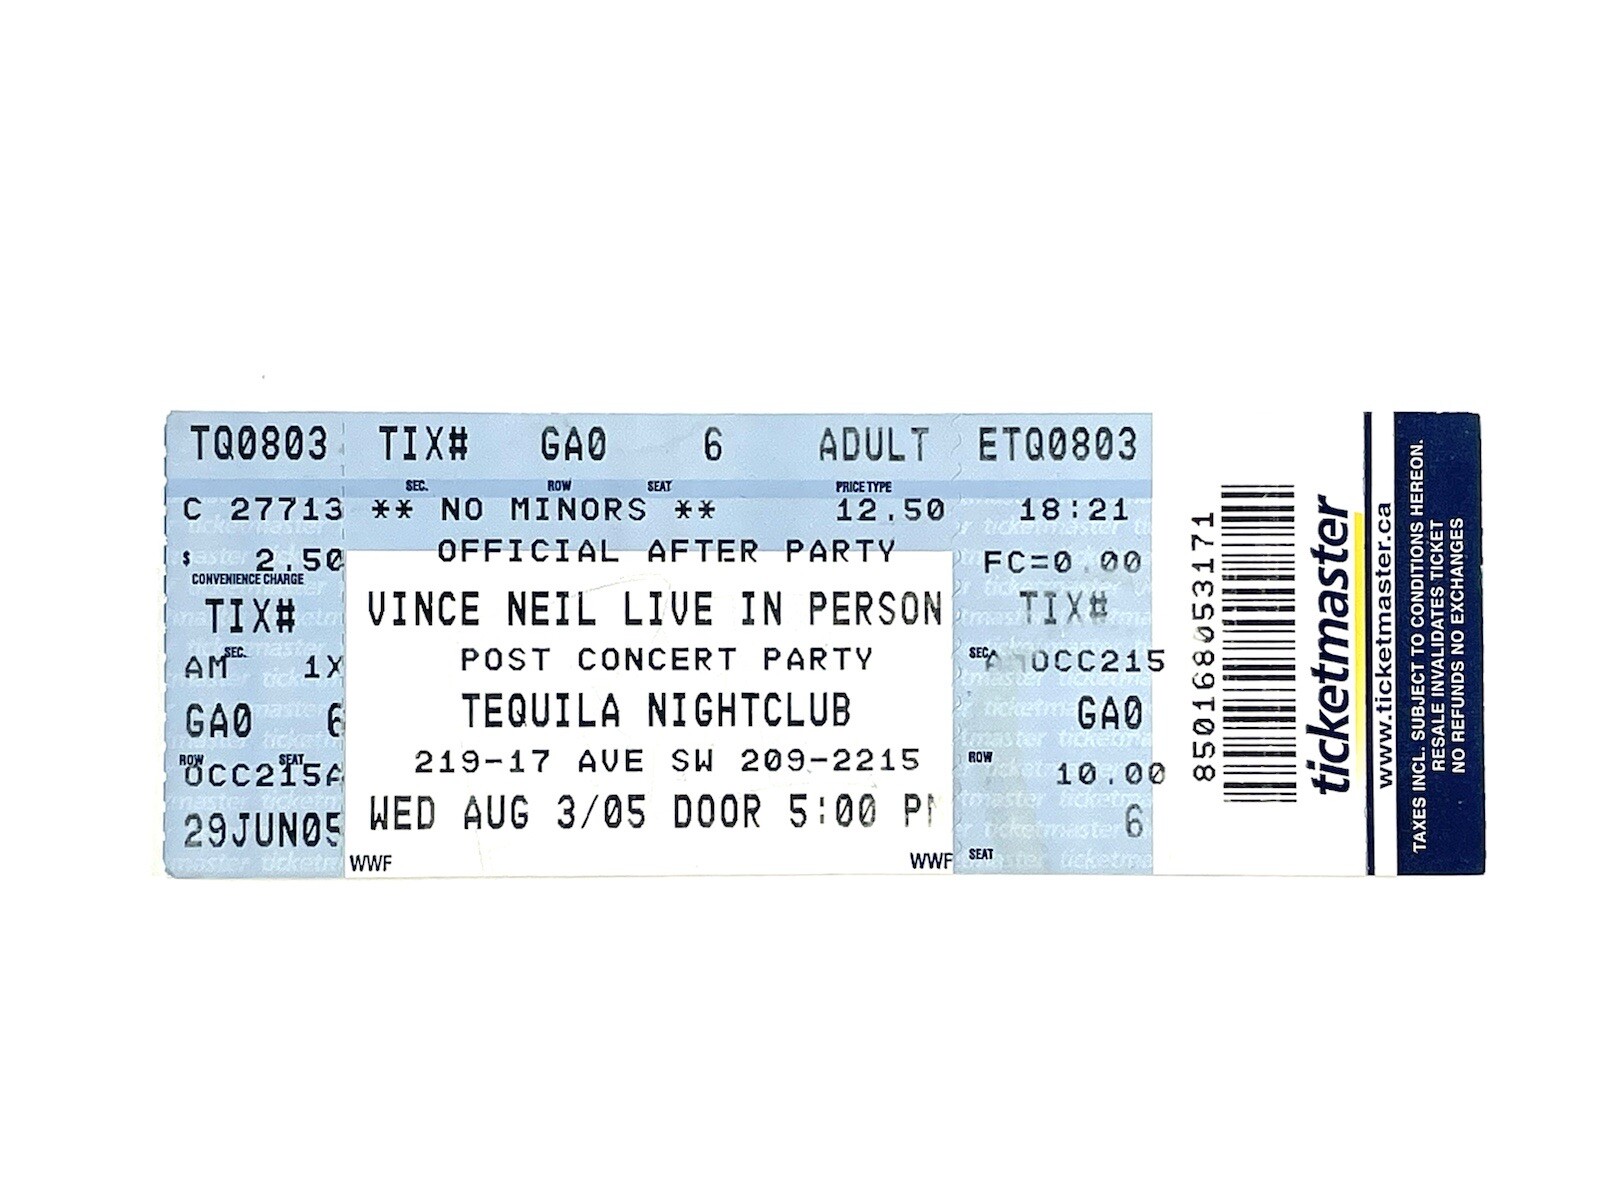 TQ0803
C 27713
$ 2.50
CONVENIENCE CHARGE
TIX#
SEC.
AM 1X
GA0 6
ROW SEAT
OCC215A
29JUN05
TIX# GA0 6 ADULT
SEC. ROW SEAT PRICE TYPE
** NO MINORS ** 12.50
OFFICIAL AFTER PARTY
VINCE NEIL LIVE IN PERSON
POST CONCERT PARTY
TEQUILA NIGHTCLUB
219-17 AVE SW 209-2215
WED AUG 3/05 DOOR 5:00 PM
WWF WWF
ETQ0803
18:21
FC=0.00
TIX#
SEC.
AMOCC215
GA0
ROW
10.00
6
SEAT
850168053171
ticketmaster
www.ticketmaster.ca
TAXES INCL. SUBJECT TO CONDITIONS HEREON.
RESALE INVALIDATES TICKET
NO REFUNDS NO EXCHANGES